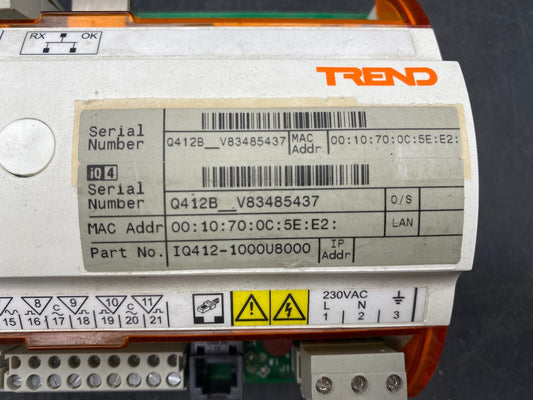 RX OK
TREND
Serial Number Q412B__V83485437 MAC Addr 00:10:70:0C:5E:E2:
iQ4
Serial Number Q412B__V83485437 O/S
MAC Addr 00:10:70:0C:5E:E2: LAN
Part No. IQ412-1000U8000 IP Addr
8 C 9 10 C 11
230VAC
L N
15 16 17 18 19 20 21
1 2 3
J1